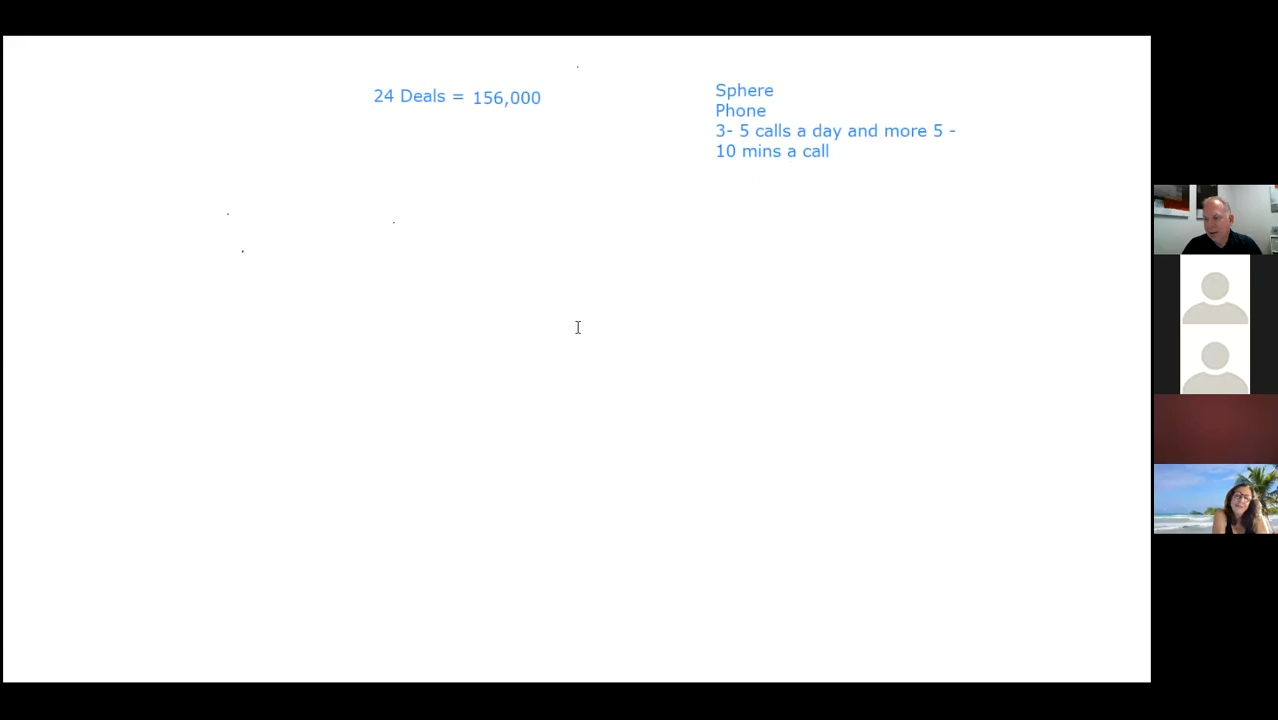 24 Deals = 156,000
Sphere
Phone
3- 5 calls a day and more 5 -
10 mins a call